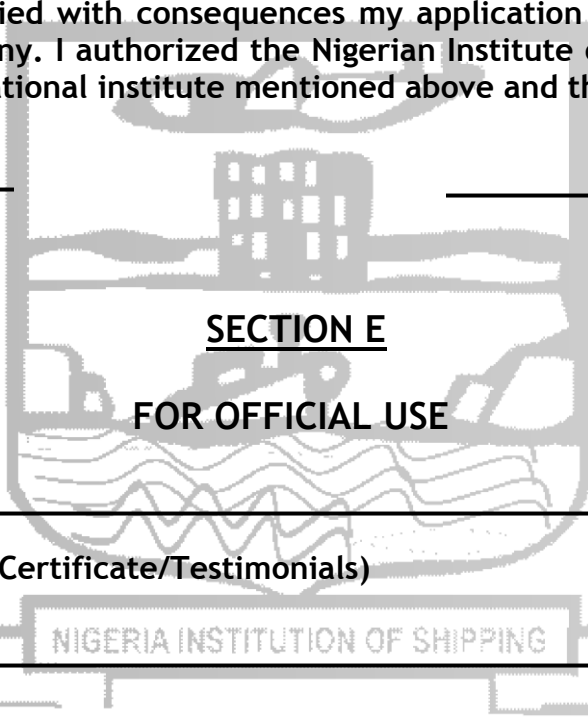 ied with consequences my application
ny. I authorized the Nigerian Institute
ational institute mentioned above and th
SECTION E
FOR OFFICIAL USE
Certificate/Testimonials)
NIGERIA INSTITUTION OF SHIPPING